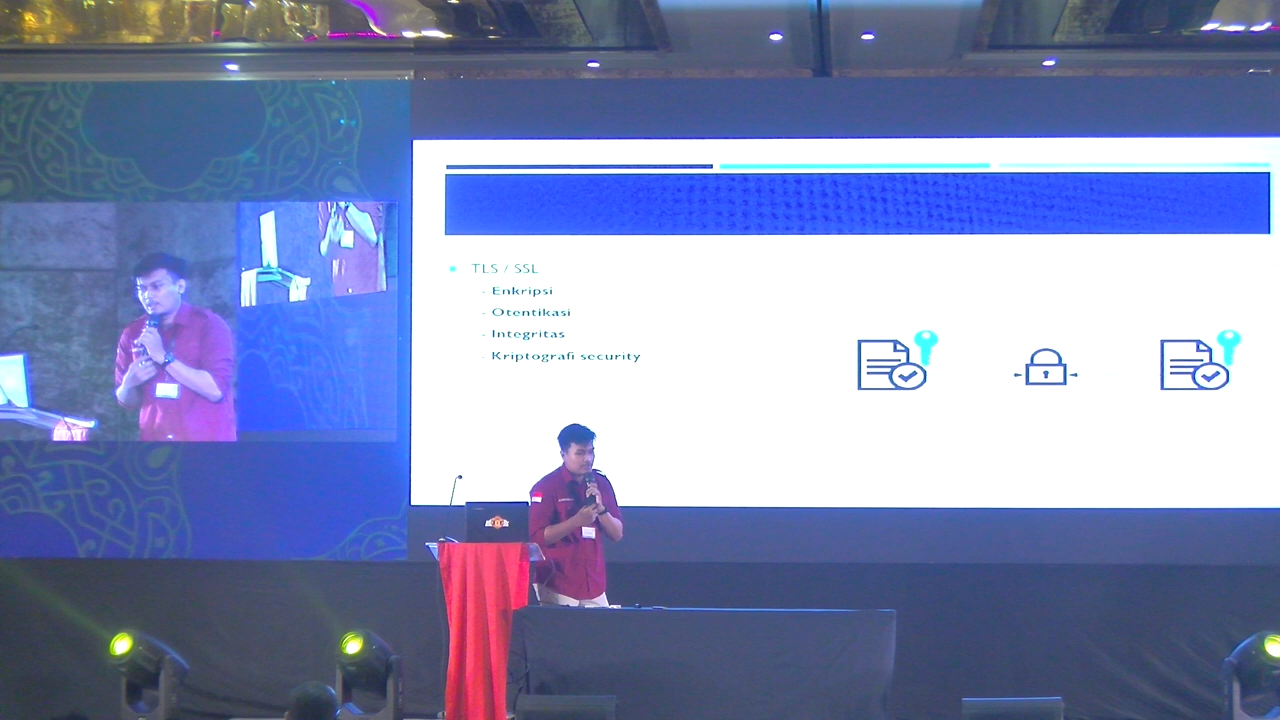 TLS / SSL
- Enkripsi
- Otentikasi
- Integritas
- Kriptografi security